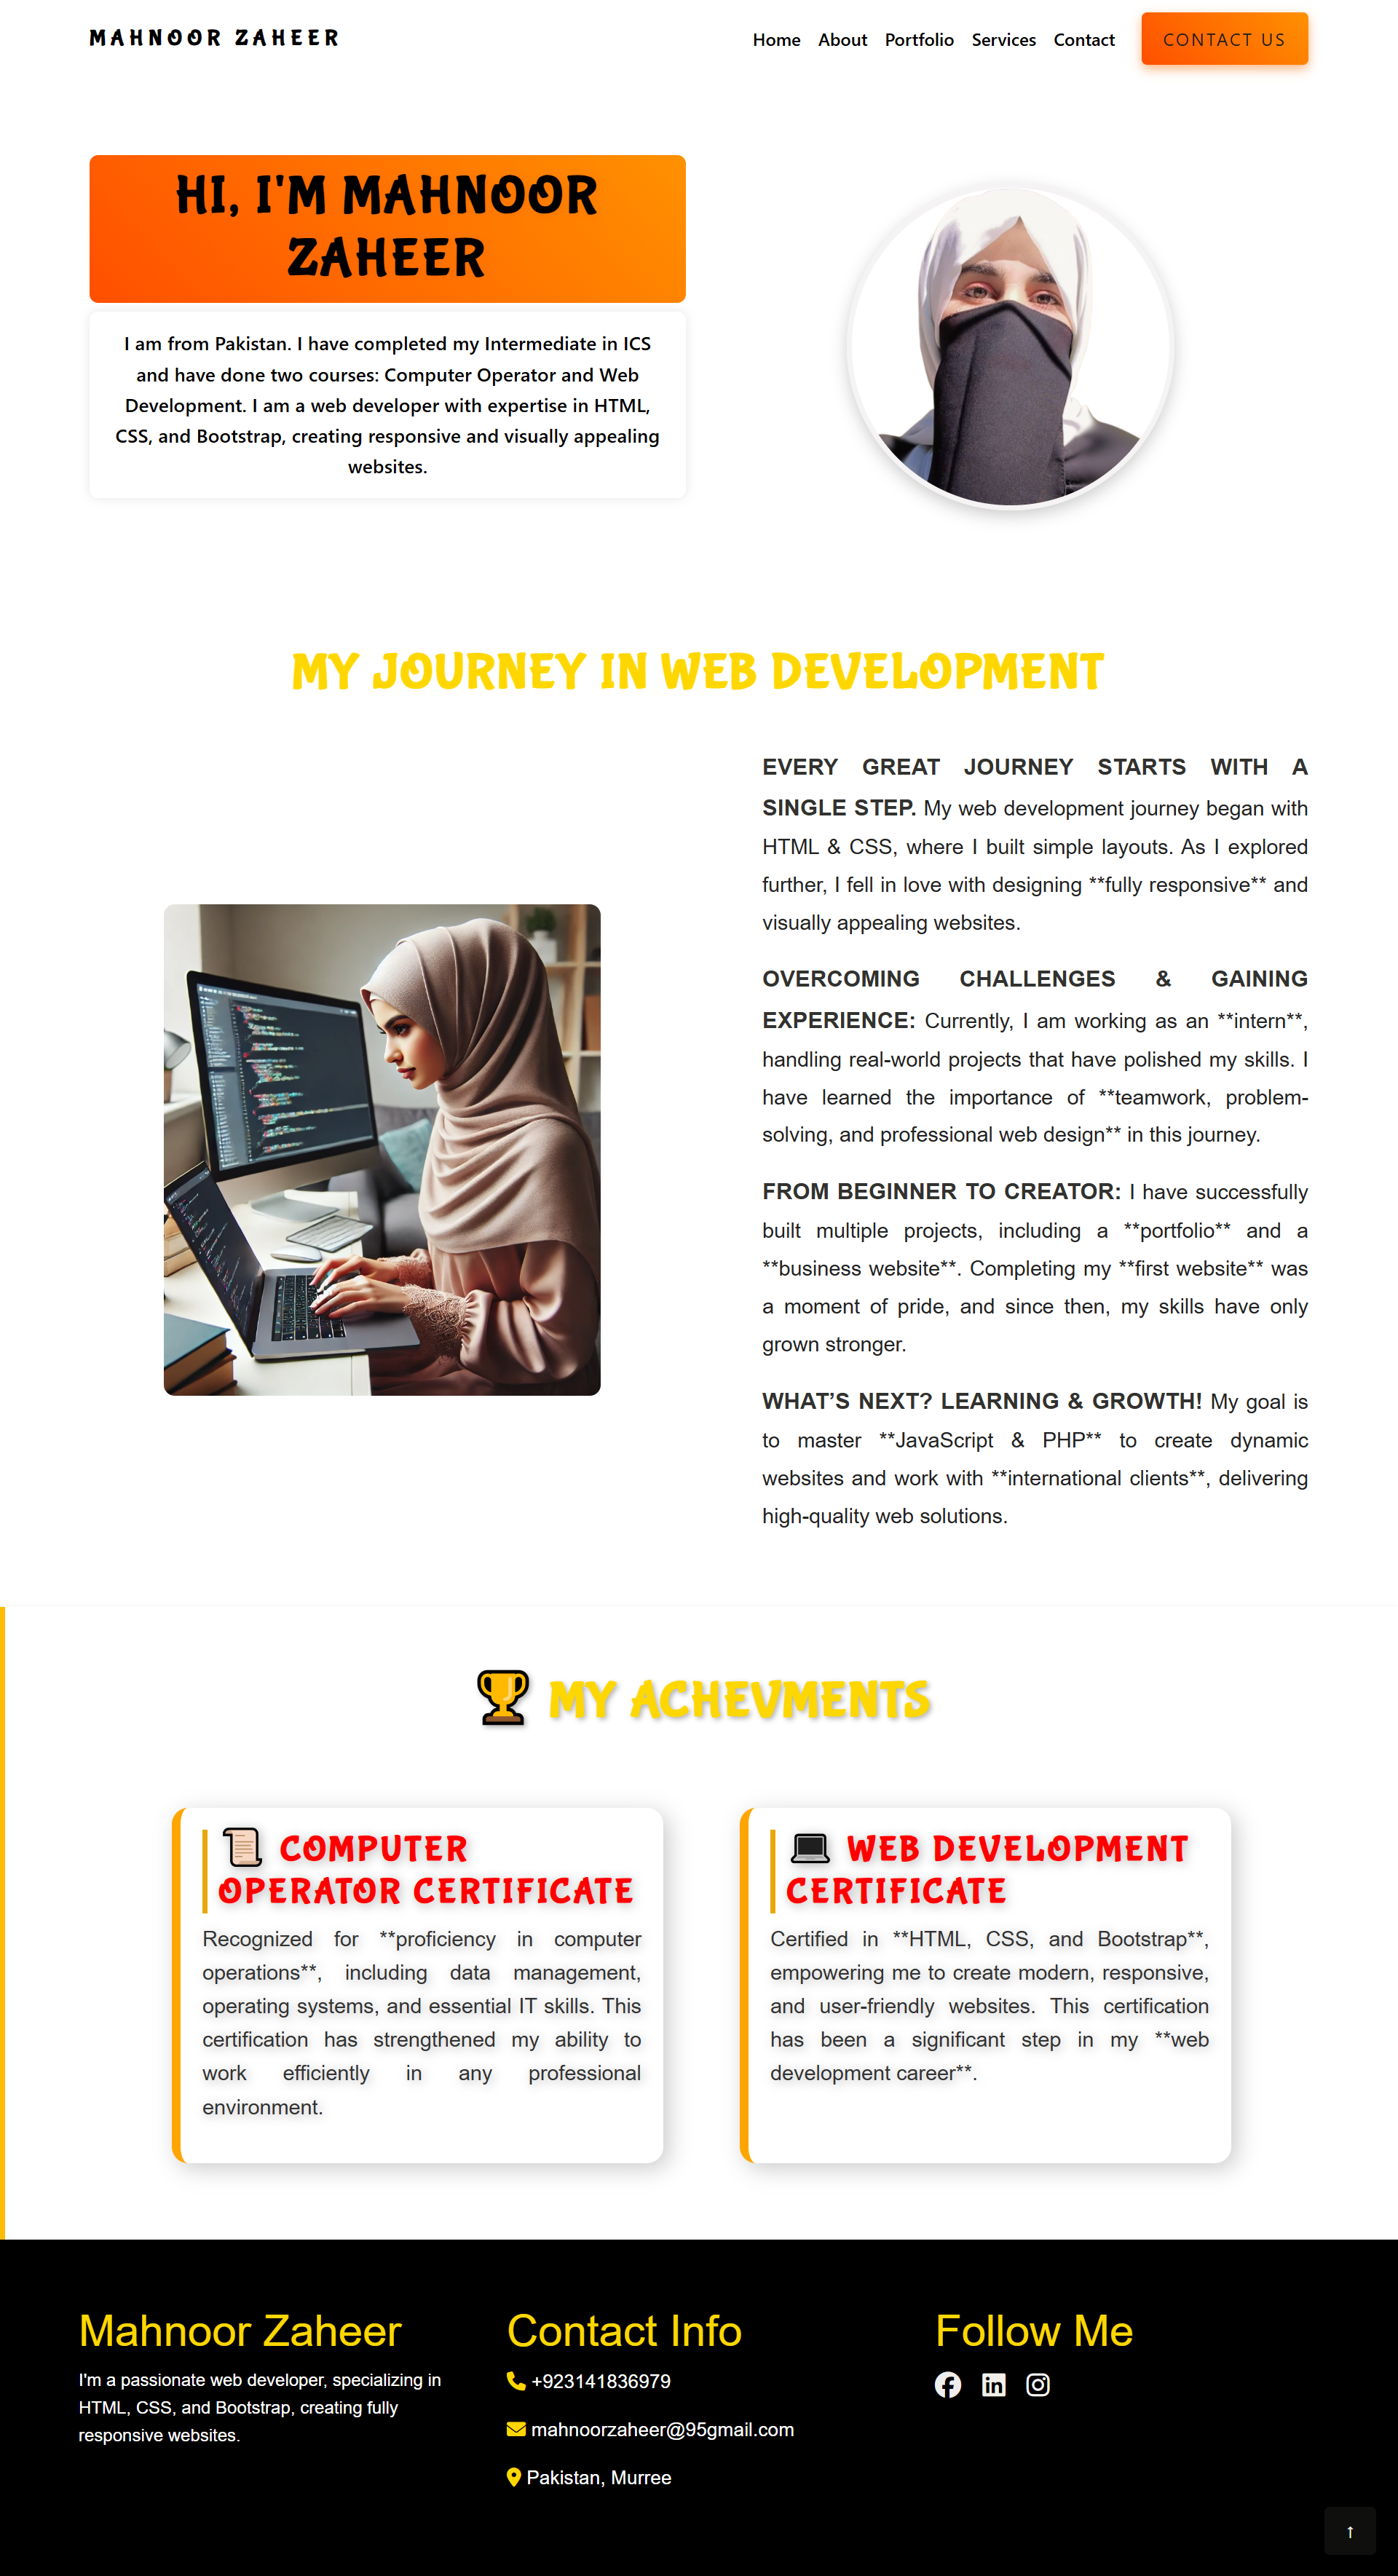 MAHNOOR ZAHEER
Home About Portfolio Services Contact CONTACT US
HI, I'M MAHNOOR
ZAHEER
I am from Pakistan. I have completed my Intermediate in ICS
and have done two courses: Computer Operator and Web
Development. I am a web developer with expertise in HTML,
CSS, and Bootstrap, creating responsive and visually appealing
websites.
MY JOURNEY IN WEB DEVELOPMENT
EVERY GREAT JOURNEY STARTS WITH A
SINGLE STEP. My web development journey began with
HTML & CSS, where I built simple layouts. As I explored
further, I fell in love with designing **fully responsive** and
visually appealing websites.
OVERCOMING CHALLENGES & GAINING
EXPERIENCE: Currently, I am working as an **intern**,
handling real-world projects that have polished my skills. I
have learned the importance of **teamwork, problem-
solving, and professional web design** in this journey.
FROM BEGINNER TO CREATOR: I have successfully
built multiple projects, including a **portfolio** and a
**business website**. Completing my **first website** was
a moment of pride, and since then, my skills have only
grown stronger.
WHAT’S NEXT? LEARNING & GROWTH! My goal is
to master **JavaScript & PHP** to create dynamic
websites and work with **international clients**, delivering
high-quality web solutions.
🏆 MY ACHEVMENTS
📜 COMPUTER
OPERATOR CERTIFICATE
Recognized for **proficiency in computer
operations**, including data management,
operating systems, and essential IT skills. This
certification has strengthened my ability to
work efficiently in any professional
environment.
💻 WEB DEVELOPMENT
CERTIFICATE
Certified in **HTML, CSS, and Bootstrap**,
empowering me to create modern, responsive,
and user-friendly websites. This certification
has been a significant step in my **web
development career**.
Mahnoor Zaheer
I'm a passionate web developer, specializing in
HTML, CSS, and Bootstrap, creating fully
responsive websites.
Contact Info
+923141836979
mahnoorzaheer@95gmail.com
Pakistan, Murree
Follow Me
↑